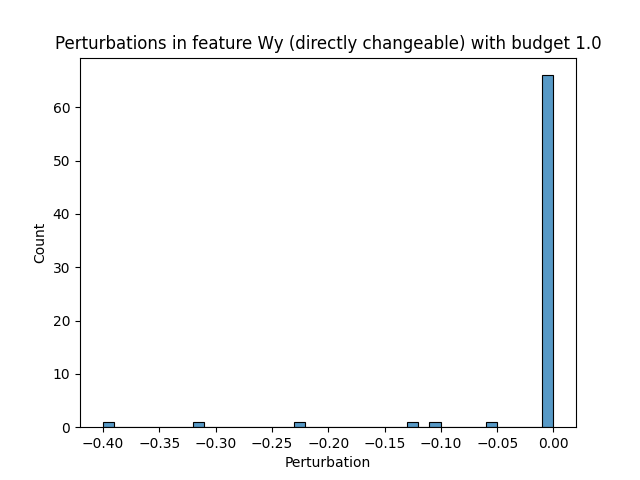 Perturbations in feature Wy (directly changeable) with budget 1.0
60
50
40
30
20
10
0
Count
−0.40 −0.35 −0.30 −0.25 −0.20 −0.15 −0.10 −0.05 0.00
Perturbation